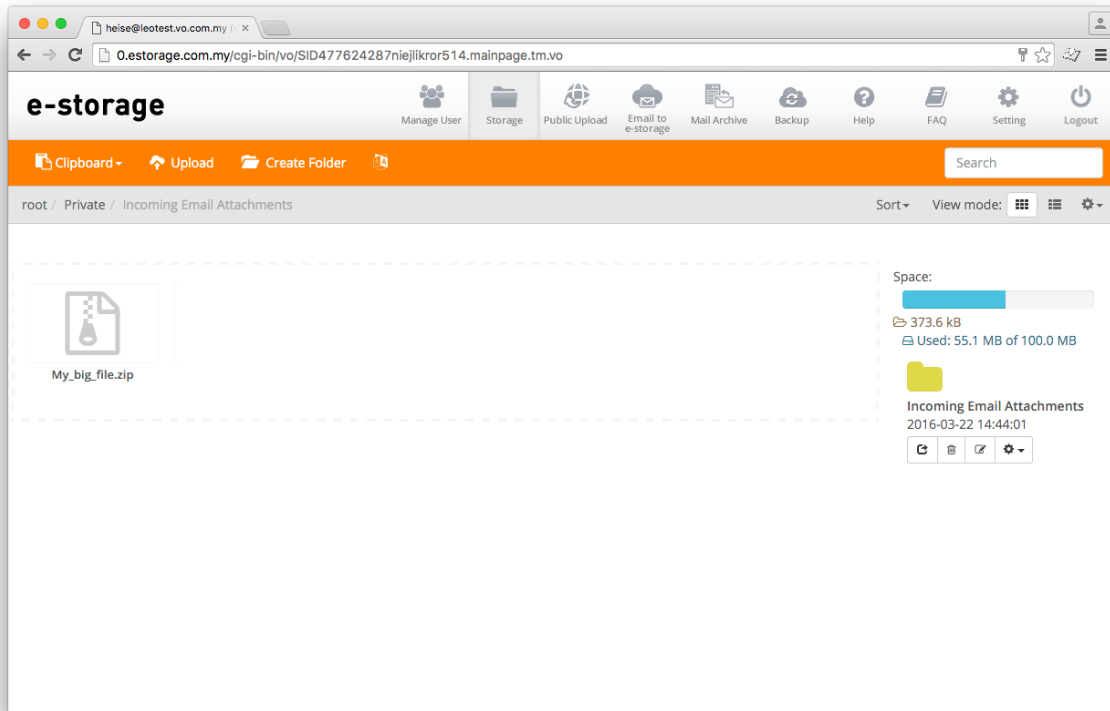 heise@leotest.vo.com.my (
0.estorage.com.my/cgi-bin/vo/SID477624287niejlikror514.mainpage.tm.vo
e-storage
Manage User
Storage
Public Upload
Email to
e-storage
Mail Archive
Backup
Help
FAQ
Setting
Logout
Clipboard
Upload
Create Folder
Search
root / Private / Incoming Email Attachments
Sort
View mode:
Space:
373.6 kB
Used: 55.1 MB of 100.0 MB
My_big_file.zip
Incoming Email Attachments
2016-03-22 14:44:01